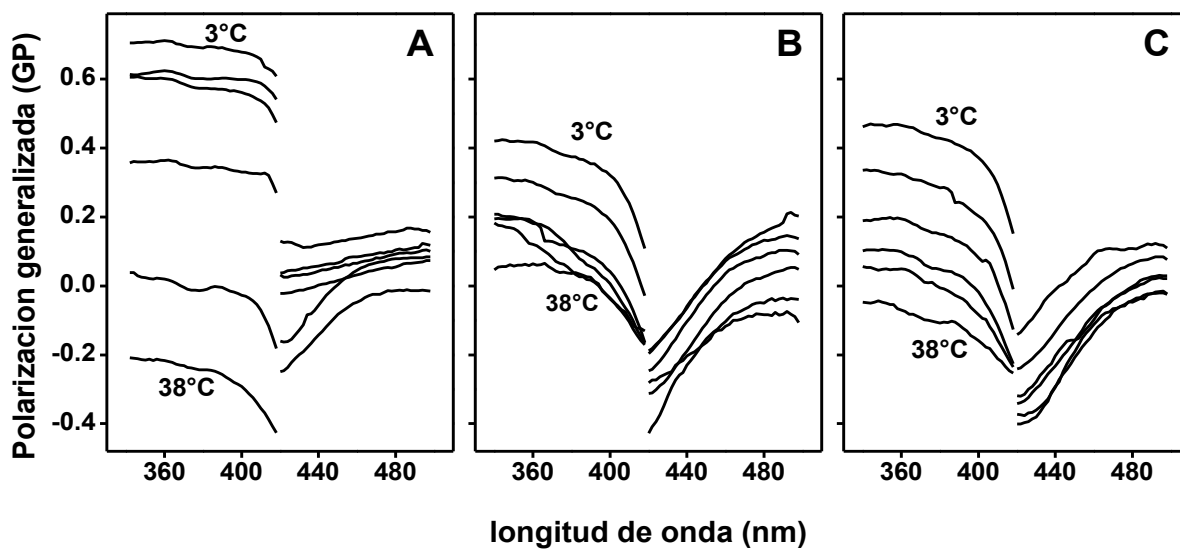 Polarizacion generalizada (GP)
0.6
0.4
0.2
0.0
-0.2
-0.4
A
3°C
38°C
360 400 440 480
B
3°C
38°C
360 400 440 480
C
3°C
38°C
360 400 440 480
longitud de onda (nm)